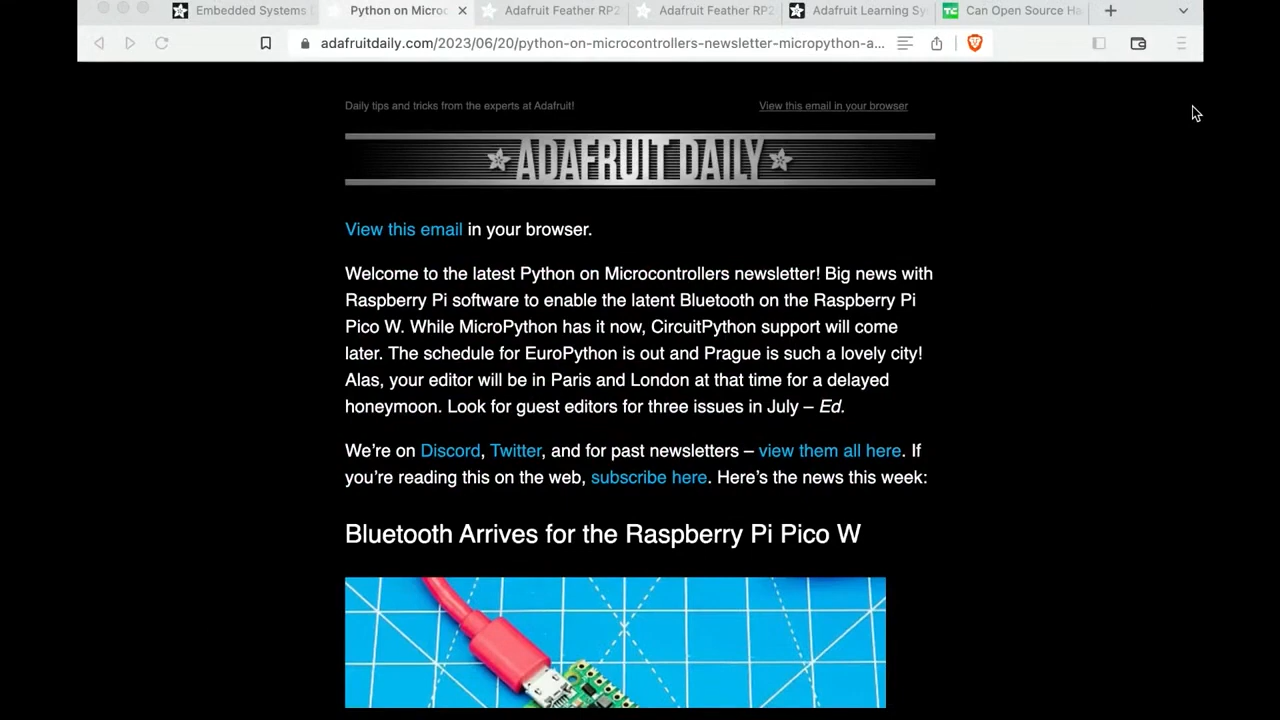 Embedded Systems
Python on Microc
Adafruit Feather RP2
Adafruit Feather RP2
Adafruit Learning Sy
TC
Can Open Source Ha
adafruitdaily.com/2023/06/20/python-on-microcontrollers-newsletter-micropython-a...
Daily tips and tricks from the experts at Adafruit!
View this email in your browser
ADAFRUIT DAILY
View this email in your browser.
Welcome to the latest Python on Microcontrollers newsletter! Big news with
Raspberry Pi software to enable the latent Bluetooth on the Raspberry Pi
Pico W. While MicroPython has it now, CircuitPython support will come
later. The schedule for EuroPython is out and Prague is such a lovely city!
Alas, your editor will be in Paris and London at that time for a delayed
honeymoon. Look for guest editors for three issues in July – Ed.
We’re on Discord, Twitter, and for past newsletters – view them all here. If
you’re reading this on the web, subscribe here. Here’s the news this week:
Bluetooth Arrives for the Raspberry Pi Pico W